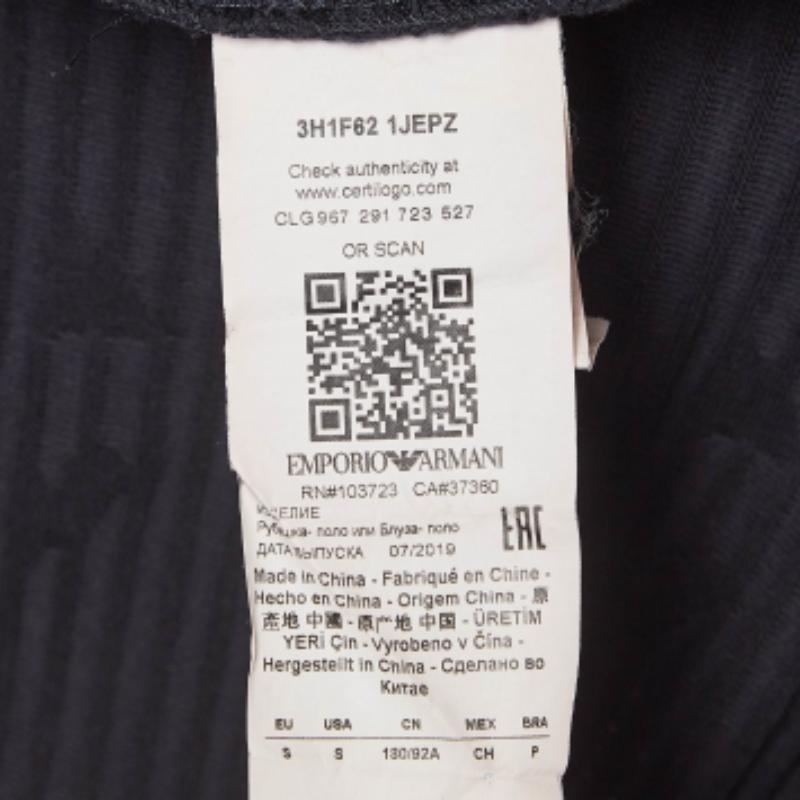 3H1F62 1JEPZ
Check authenticity at
www.certilogo.com
CLG 967 291 723 527
OR SCAN
EMPORIO ARMANI
RN#103723 CA#37360
ИЗДЕЛИЕ
Рубашка- поло или Блуза- поло
ДАТА ВЫПУСКА 07/2019
EAC
Made in China - Fabriqué en Chine -
Hecho en China - Origem China - 原
產地 中國 - 原产地 中国 - ÜRETİM
YERİ Çin - Vyrobeno v Čína -
Hergestellt in China - Сделано во
Китае
EU USA CN MEX BRA
S S 180/92A CH P